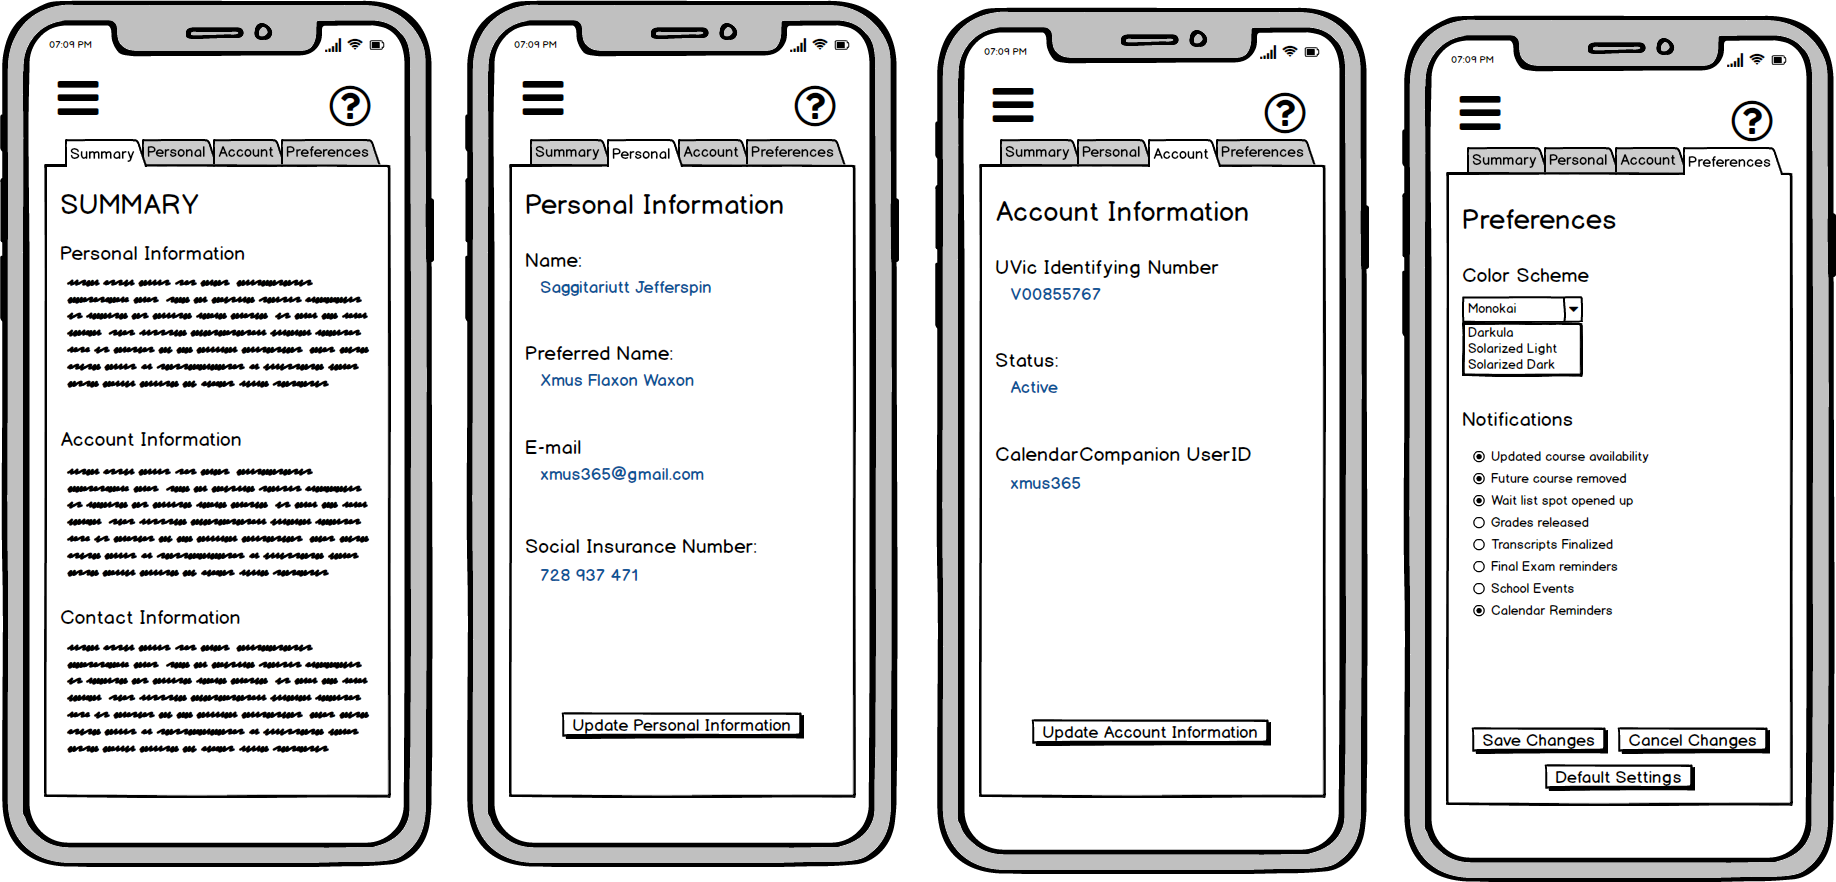 07:09 PM
?
Summary Personal Account Preferences
SUMMARY
Personal Information
Account Information
Contact Information
07:09 PM
?
Summary Personal Account Preferences
Personal Information
Name:
Saggitariutt Jefferspin
Preferred Name:
Xmus Flaxon Waxon
E-mail
xmus365@gmail.com
Social Insurance Number:
728 937 471
Update Personal Information
07:09 PM
?
Summary Personal Account Preferences
Account Information
UVic Identifying Number
V00855767
Status:
Active
CalendarCompanion UserID
xmus365
Update Account Information
07:09 PM
?
Summary Personal Account Preferences
Preferences
Color Scheme
Monokai
Darkula
Solarized Light
Solarized Dark
Notifications
Updated course availability
Future course removed
Wait list spot opened up
Grades released
Transcripts Finalized
Final Exam reminders
School Events
Calendar Reminders
Save Changes Cancel Changes
Default Settings